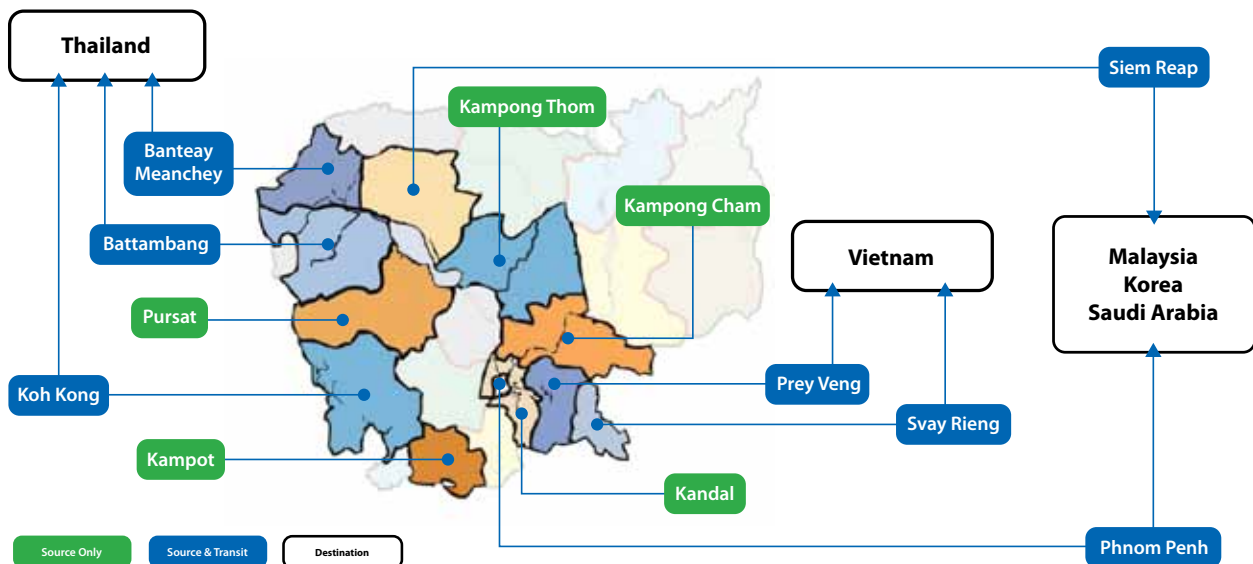 Thailand
Siem Reap
Kampong Thom
Banteay
Meanchey
Kampong Cham
Battambang
Vietnam
Malaysia
Korea
Saudi Arabia
Pursat
Koh Kong
Prey Veng
Svay Rieng
Kampot
Kandal
Phnom Penh
Source Only
Source & Transit
Destination